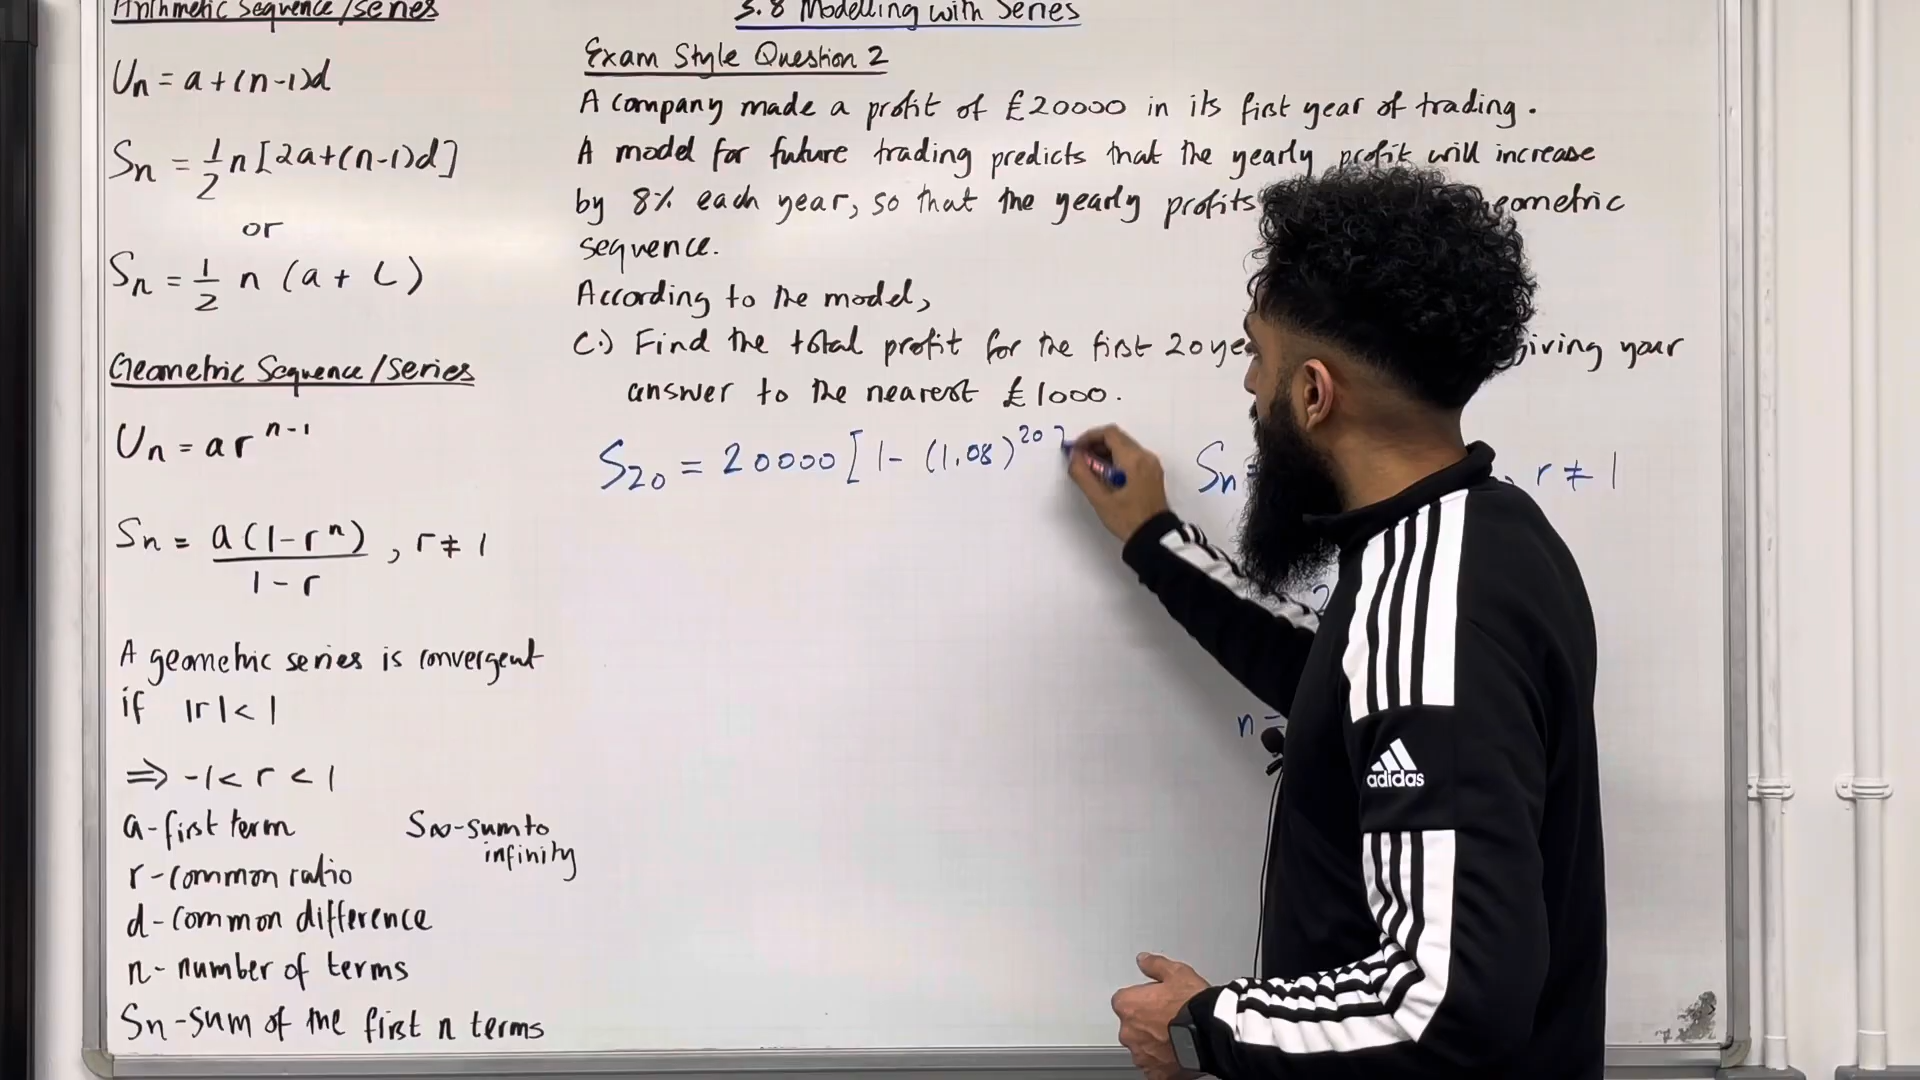 Arithmetic Sequence/Series
Un = a+(n-1)d
Sn = 1/2 n[2a+(n-1)d]
or
Sn = 1/2 n (a + L)
Geometric Sequence/Series
Un = ar^n-1
Sn = a(1-r^n)/1-r , r≠1
A geometric series is convergent
if |r|<1
⇒ -1<r<1
a-first term
r-common ratio
d-common difference
n-number of terms
Sn-sum of the first n terms
S∞-sum to
infinity
5.8 Modelling with Series
Exam Style Question 2
A company made a profit of £20000 in its first year of trading.
A model for future trading predicts that the yearly profit will increase
by 8% each year, so that the yearly profits
sequence.
According to the model,
C.) Find the total profit for the first 20 giving your
answer to the nearest £1000.
S20 = 20000[1-(1.08)^20]
Sn = , r≠1
n=
adidas